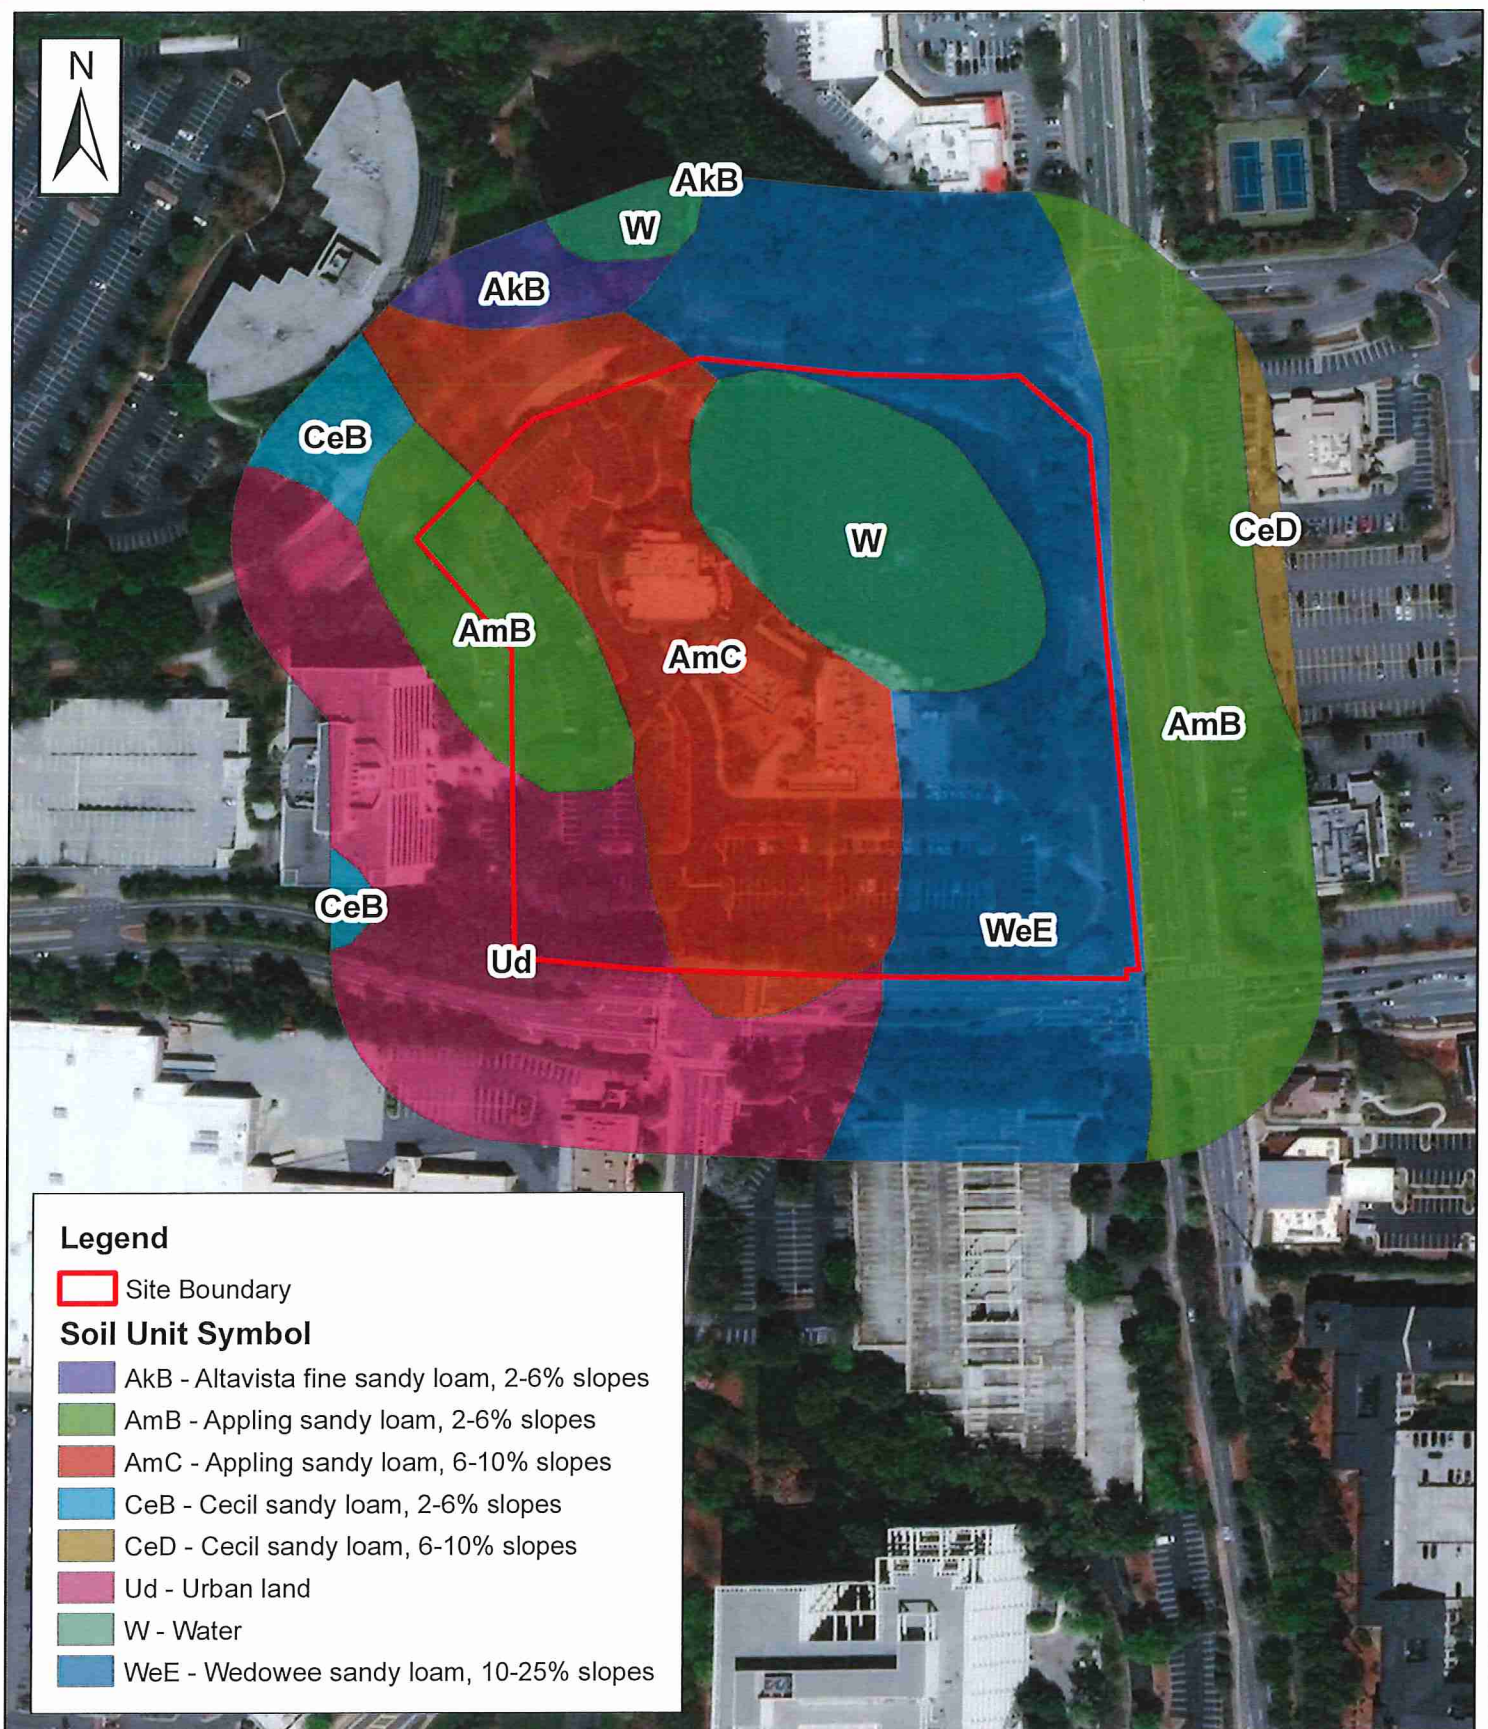 N
AkB
W
AkB
CeB
W
CeD
AmB
AmC
AmB
CeB
WeE
Ud
Legend
Site Boundary
Soil Unit Symbol
AkB - Altavista fine sandy loam, 2-6% slopes
AmB - Appling sandy loam, 2-6% slopes
AmC - Appling sandy loam, 6-10% slopes
CeB - Cecil sandy loam, 2-6% slopes
CeD - Cecil sandy loam, 6-10% slopes
Ud - Urban land
W - Water
WeE - Wedowee sandy loam, 10-25% slopes